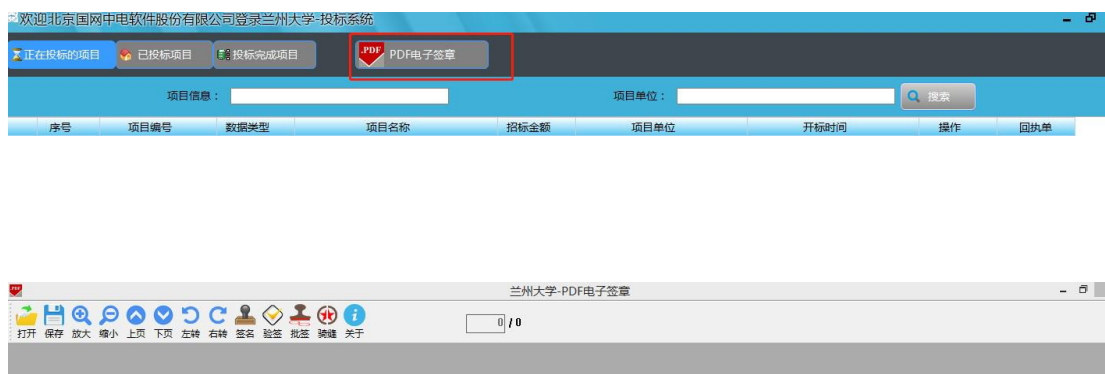 欢迎北京国网中电软件股份有限公司登录兰州大学-投标系统
正在投标的项目 已投标项目 投标完成项目 PDF PDF电子签章
项目信息： 项目单位： 搜索
序号 项目编号 数据类型 项目名称 招标金额 项目单位 开标时间 操作 回执单
兰州大学-PDF电子签章
打开 保存 放大 缩小 上页 下页 左转 右转 签名 验签 批签 骑缝 关于
0 / 0